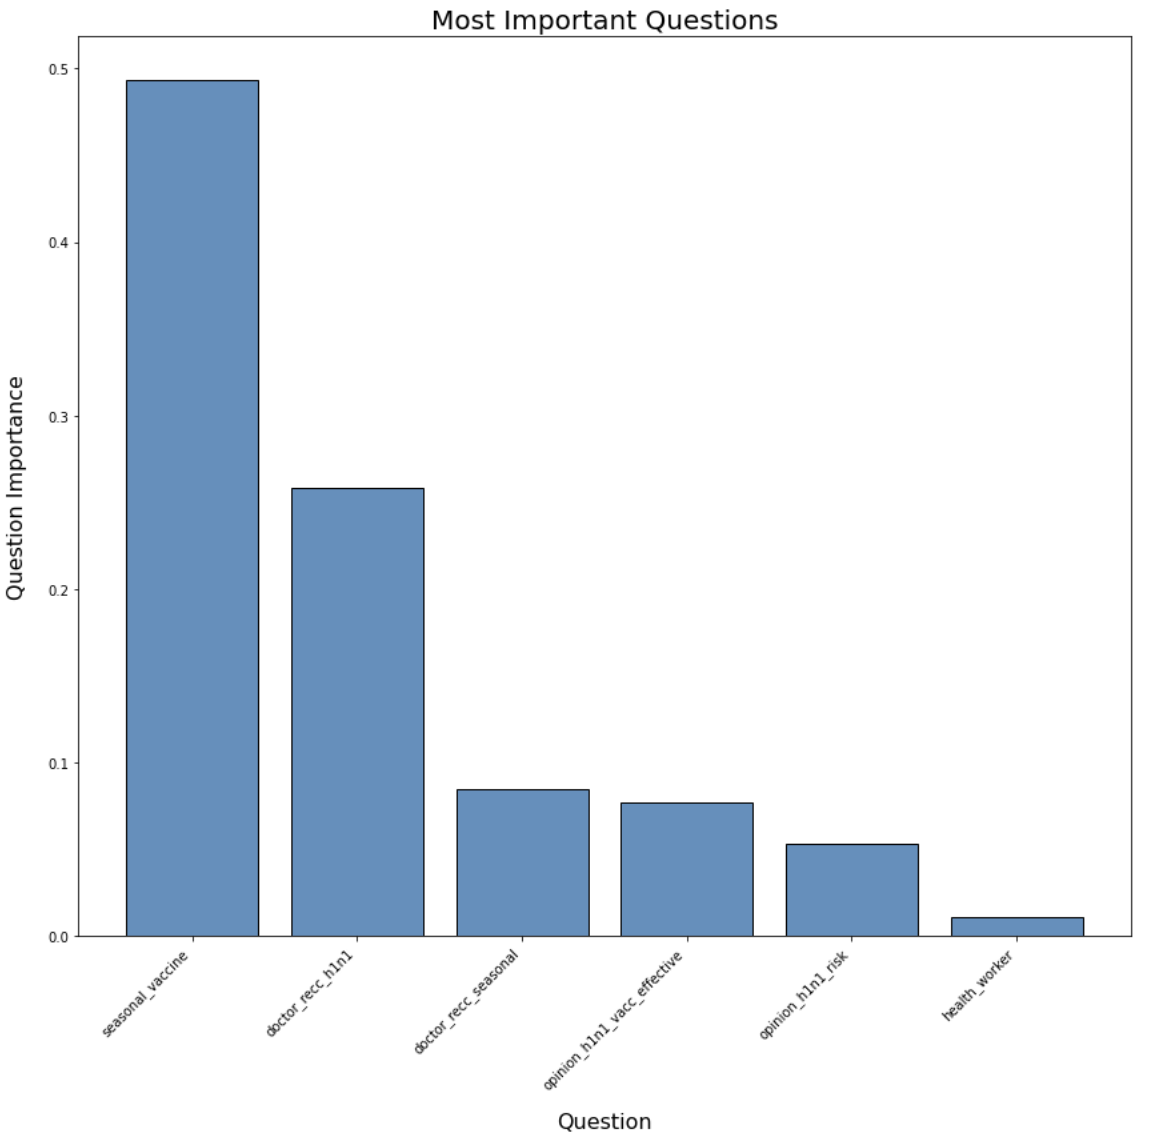 Most Important Questions
Question Importance
0.5
0.4
0.3
0.2
0.1
0.0
seasonal_vaccine
doctor_recc_h1n1
doctor_recc_seasonal
opinion_h1n1_vacc_effective
opinion_h1n1_risk
health_worker
Question